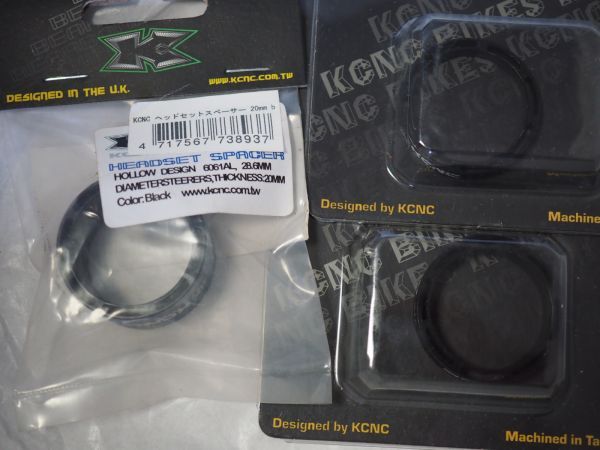 DESIGNED IN THE U.K.
WWW.KCNC.COM.TW
KCNC ヘッドセットスペーサー 20mm b
4 717567 738937
HEADSET SPACER
HOLLOW DESIGN 6061AL, 28.6MM
DIAMETERSTEERERS,THICKNESS:20MM
Color:Black www.kcnc.com.tw
KCNC BIKES KCNC
Designed by KCNC
Machined
KCNC BIKES
Designed by KCNC
Machined in Ta